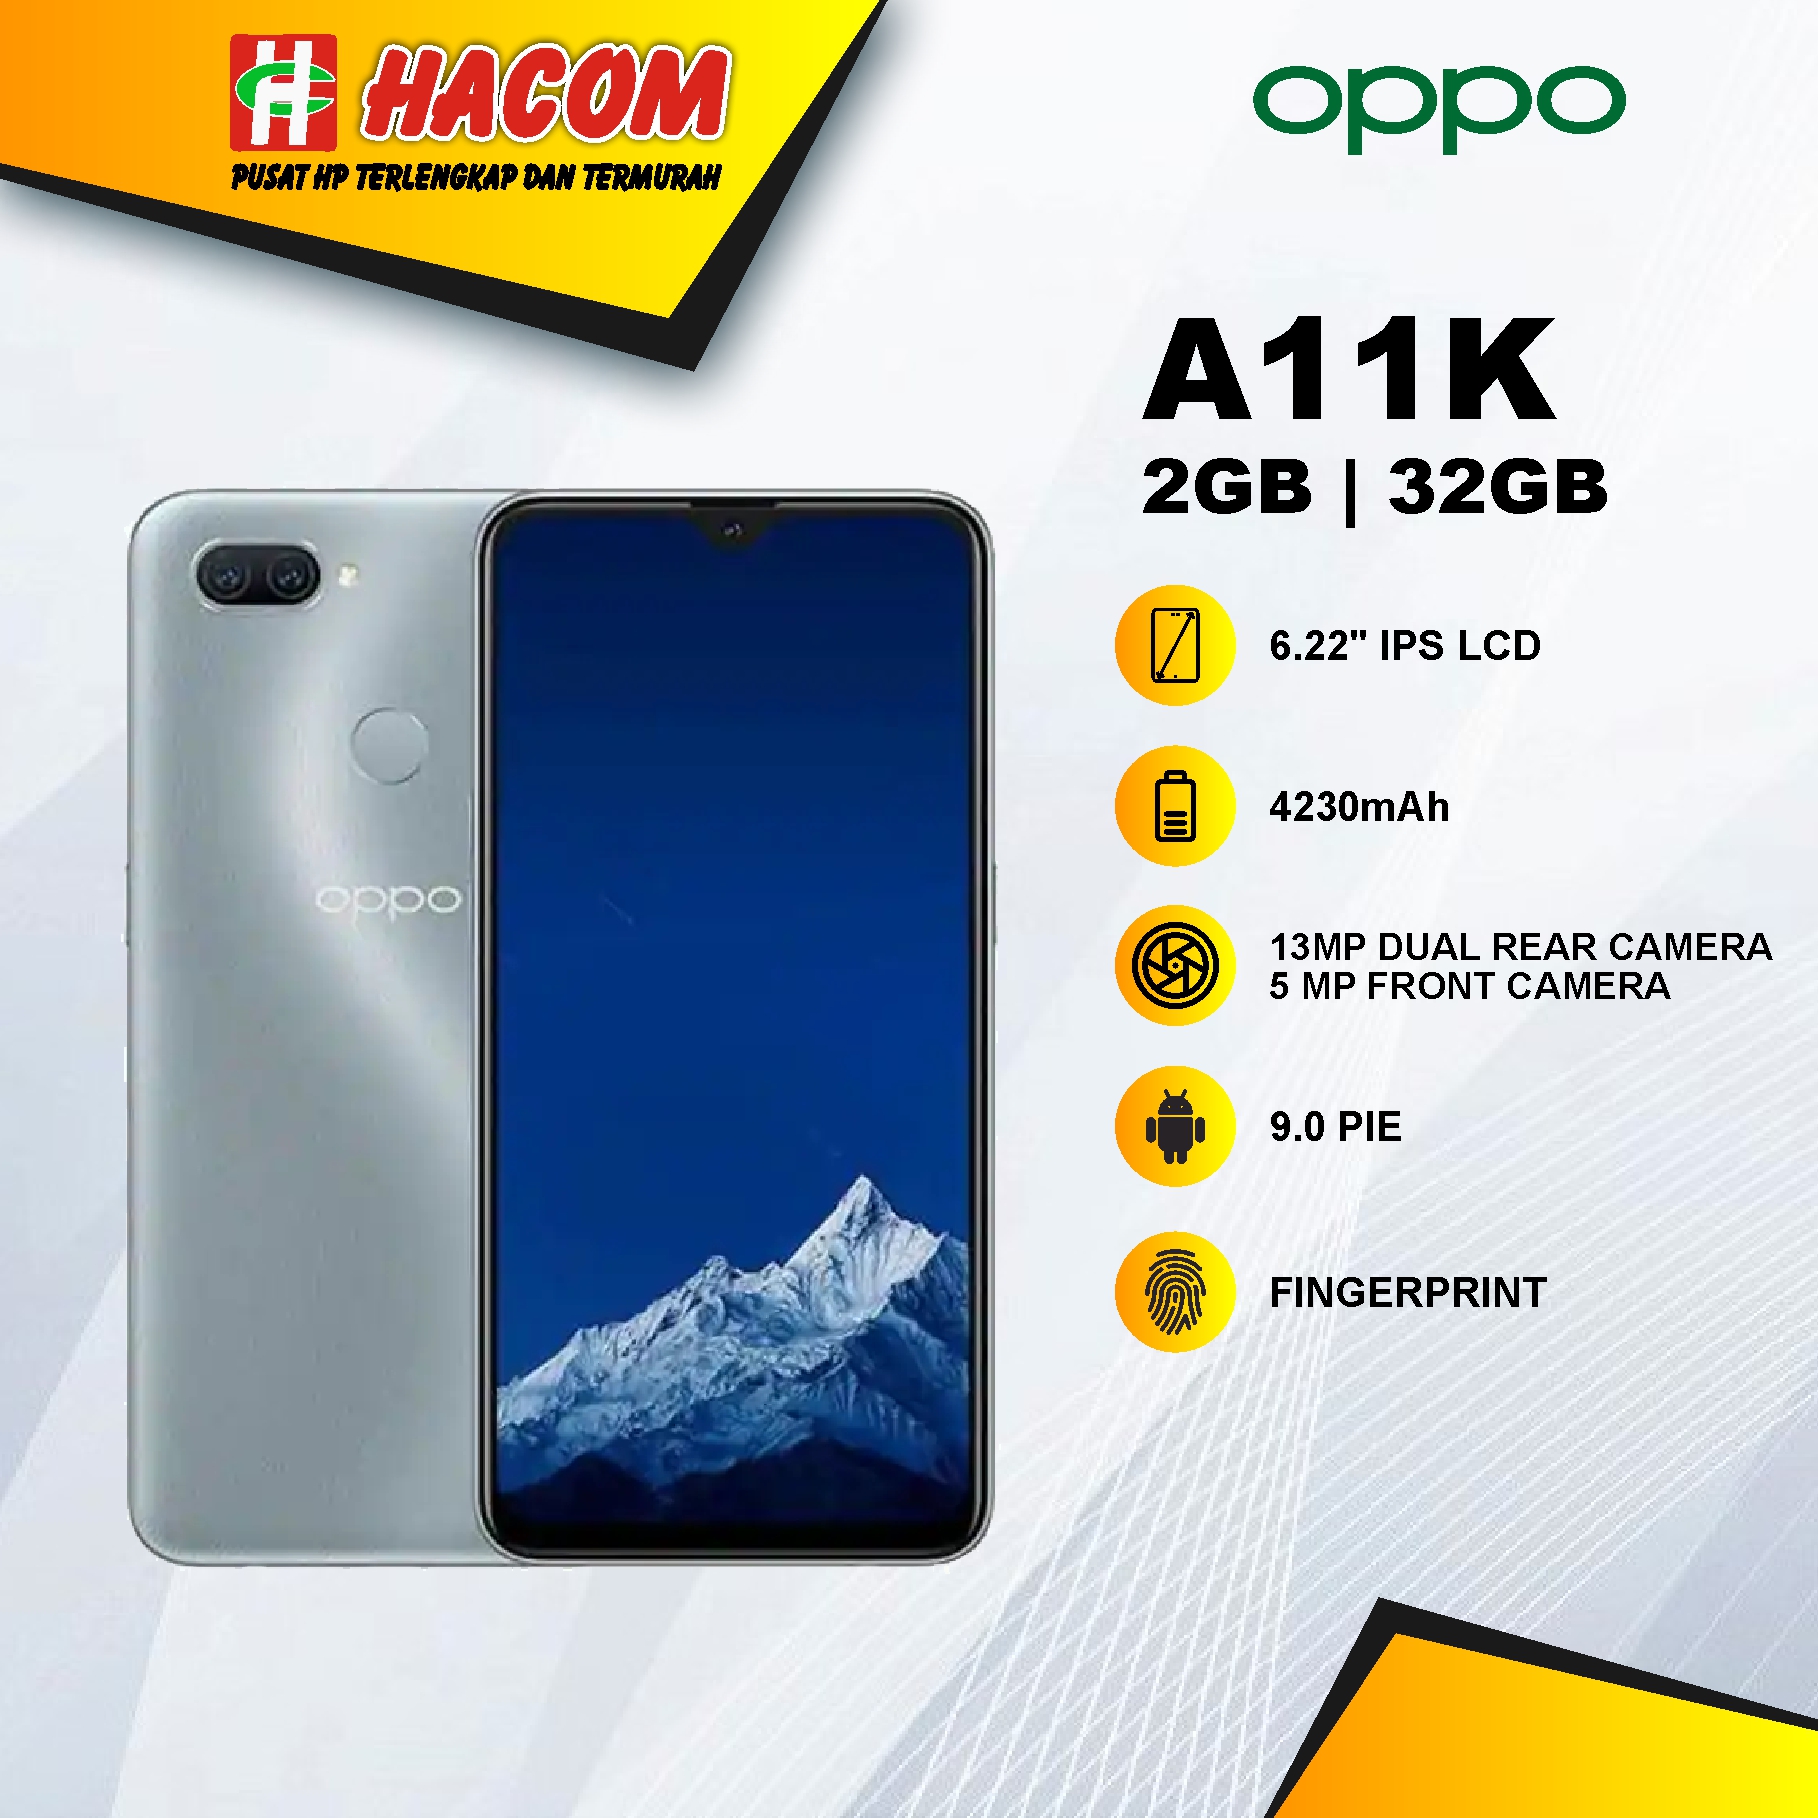 HACOM
PUSAT HP TERLENGKAP DAN TERMURAH
oppo
A11K
2GB | 32GB
6.22" IPS LCD
4230mAh
oppo
13MP DUAL REAR CAMERA
5 MP FRONT CAMERA
9.0 PIE
FINGERPRINT